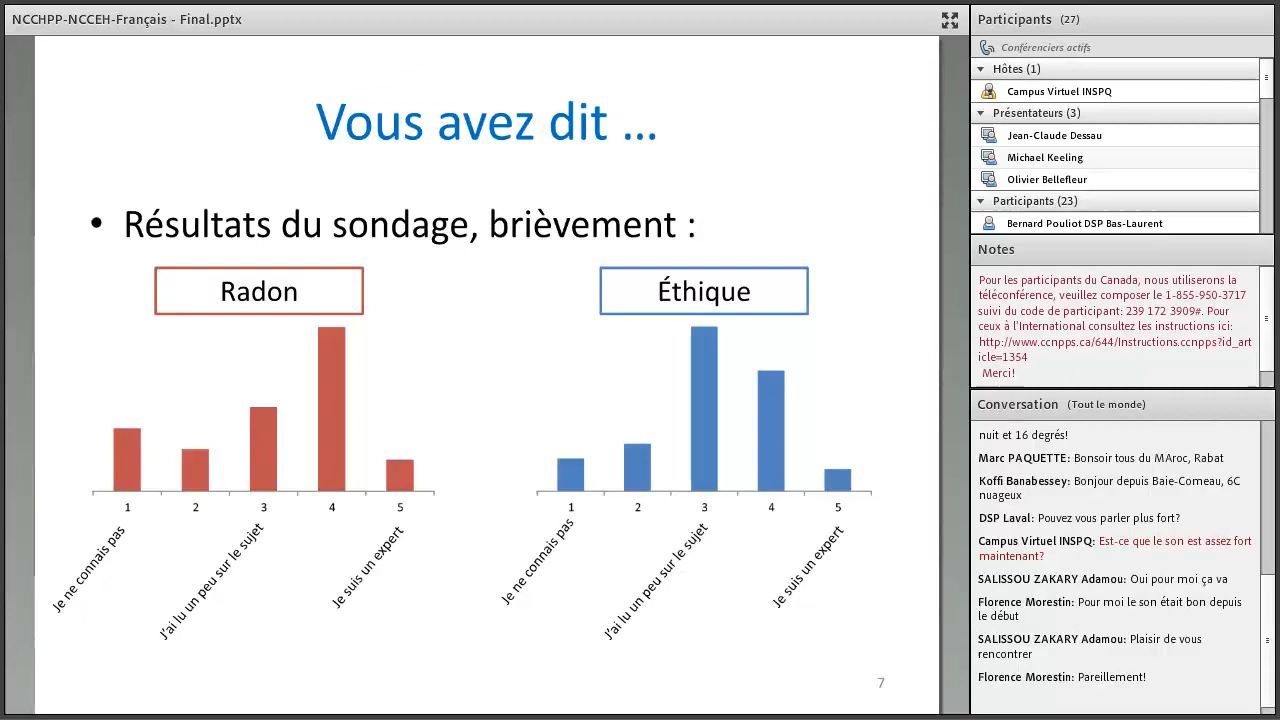 NCCHPP-NCCEH-Français - Final.pptx
Vous avez dit ...
• Résultats du sondage, brièvement :
Radon
Éthique
1 2 3 4 5
Je ne connais pas
J'ai lu un peu sur le sujet
Je suis un expert
1 2 3 4 5
Je ne connais pas
J'ai lu un peu sur le sujet
Je suis un expert
7
Participants (27)
Conférenciers actifs
Hôtes (1)
Campus Virtuel INSPQ
Présentateurs (3)
Jean-Claude Dessau
Michael Keeling
Olivier Bellefleur
Participants (23)
Bernard Pouliot DSP Bas-Laurent
Notes
Pour les participants du Canada, nous utiliserons la
téléconférence, veuillez composer le 1-855-950-3717
suivi du code de participant: 239 172 3909#. Pour
ceux à l'International consultez les instructions ici:
http://www.ccnpps.ca/644/Instructions.ccnpps?id_art
icle=1354
Merci!
Conversation (Tout le monde)
nuit et 16 degrés!
Marc PAQUETTE: Bonsoir tous du MAroc, Rabat
Koffi Banabessey: Bonjour depuis Baie-Comeau, 6C
nuageux
DSP Laval: Pouvez vous parler plus fort?
Campus Virtuel INSPQ: Est-ce que le son est assez fort
maintenant?
SALISSOU ZAKARY Adamou: Oui pour moi ça va
Florence Morestin: Pour moi le son était bon depuis
le début
SALISSOU ZAKARY Adamou: Plaisir de vous
rencontrer
Florence Morestin: Pareillement!